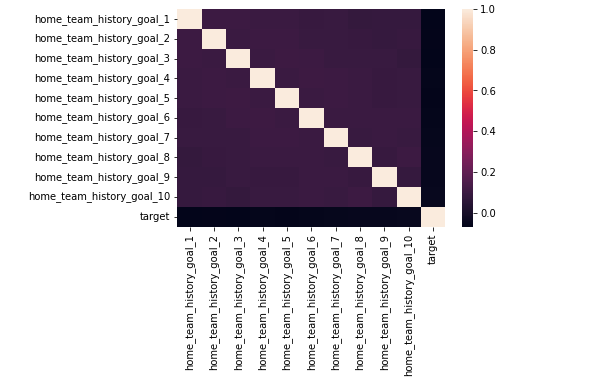 home_team_history_goal_1
home_team_history_goal_2
home_team_history_goal_3
home_team_history_goal_4
home_team_history_goal_5
home_team_history_goal_6
home_team_history_goal_7
home_team_history_goal_8
home_team_history_goal_9
home_team_history_goal_10
target
home_team_history_goal_1
home_team_history_goal_2
home_team_history_goal_3
home_team_history_goal_4
home_team_history_goal_5
home_team_history_goal_6
home_team_history_goal_7
home_team_history_goal_8
home_team_history_goal_9
home_team_history_goal_10
target
1.0
0.8
0.6
0.4
0.2
0.0